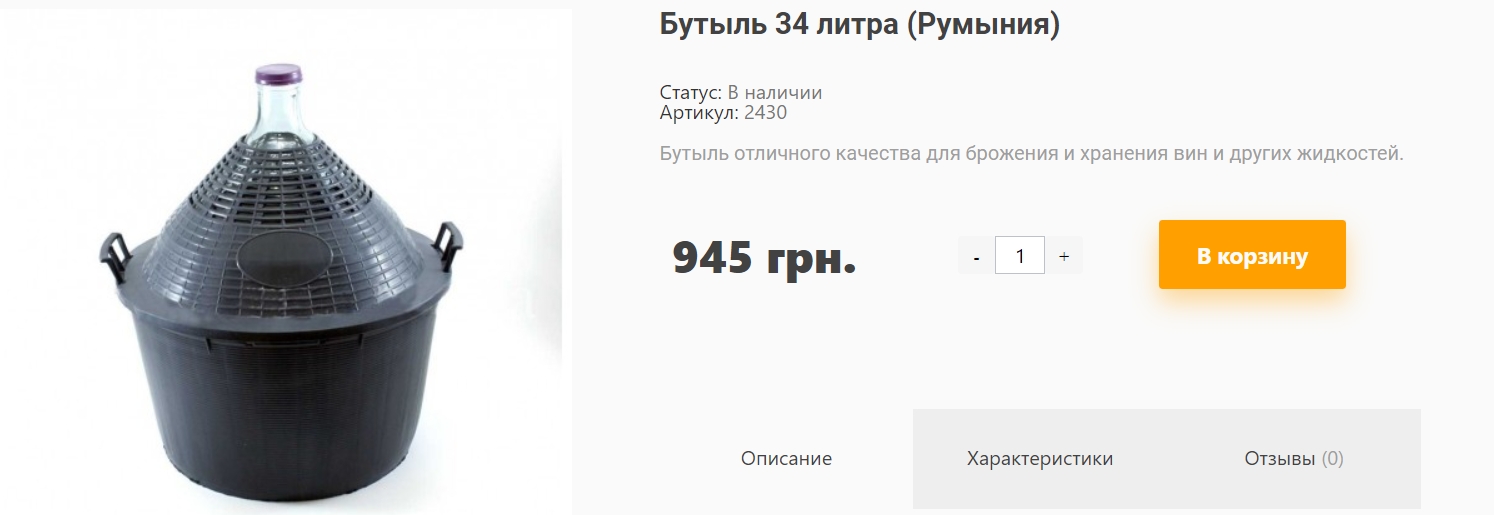 Бутыль 34 литра (Румыния)
Статус: В наличии
Артикул: 2430
Бутыль отличного качества для брожения и хранения вин и других жидкостей.
945 грн.
- 1 +
В корзину
Описание
Характеристики
Отзывы (0)